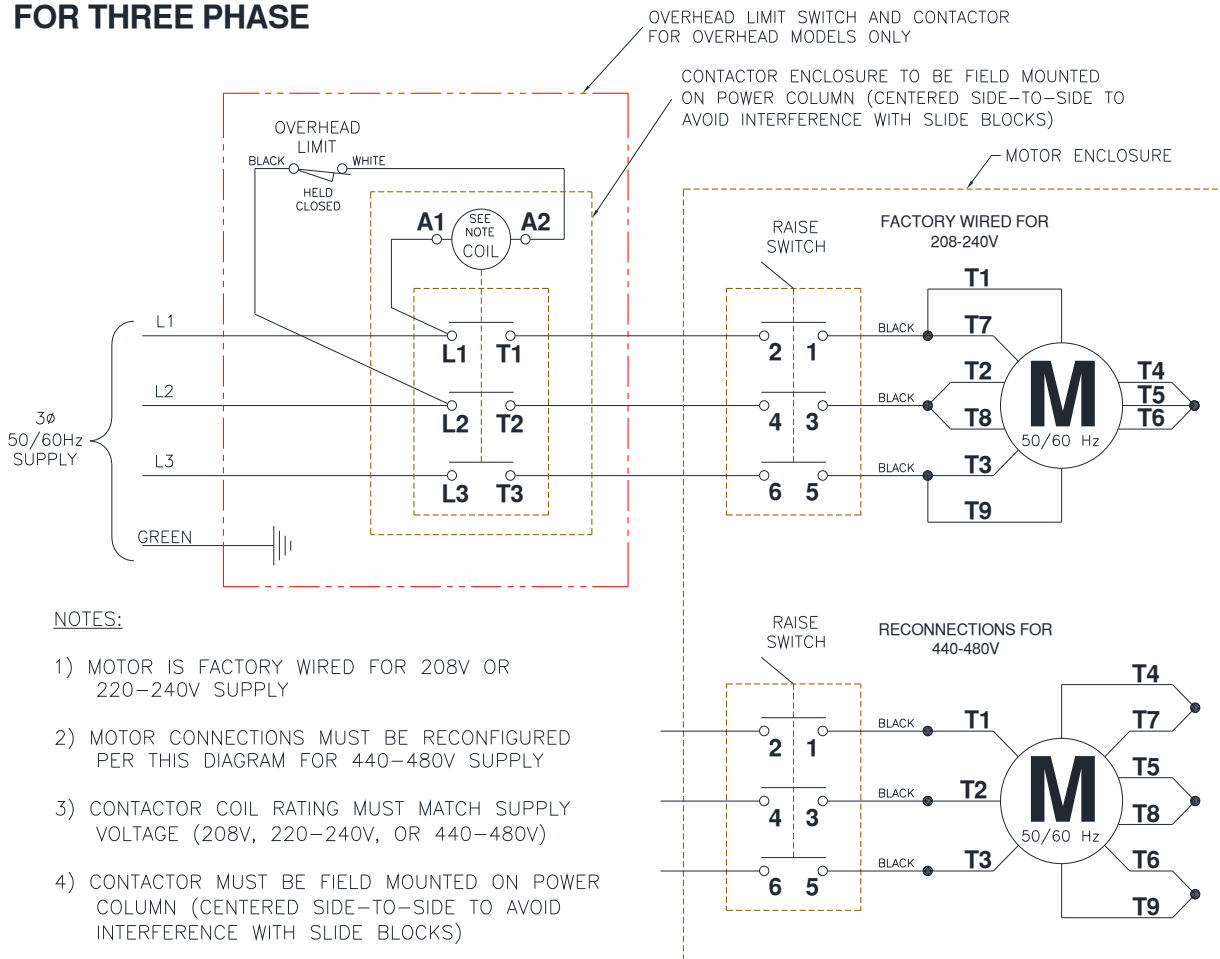 FOR THREE PHASE
OVERHEAD LIMIT SWITCH AND CONTACTOR
FOR OVERHEAD MODELS ONLY
CONTACTOR ENCLOSURE TO BE FIELD MOUNTED
ON POWER COLUMN (CENTERED SIDE-TO-SIDE TO
AVOID INTERFERENCE WITH SLIDE BLOCKS)
MOTOR ENCLOSURE
OVERHEAD
LIMIT
BLACK
WHITE
HELD
CLOSED
A1
SEE
NOTE
COIL
A2
RAISE
SWITCH
FACTORY WIRED FOR
208-240V
3ø
50/60Hz
SUPPLY
L1
L2
L3
GREEN
L1 T1
L2 T2
L3 T3
2 1
4 3
6 5
BLACK
BLACK
BLACK
T1
T7
T2
T8
T3
T9
M
50/60 Hz
T4
T5
T6
NOTES:
1) MOTOR IS FACTORY WIRED FOR 208V OR
220-240V SUPPLY
2) MOTOR CONNECTIONS MUST BE RECONFIGURED
PER THIS DIAGRAM FOR 440-480V SUPPLY
3) CONTACTOR COIL RATING MUST MATCH SUPPLY
VOLTAGE (208V, 220-240V, OR 440-480V)
4) CONTACTOR MUST BE FIELD MOUNTED ON POWER
COLUMN (CENTERED SIDE-TO-SIDE TO AVOID
INTERFERENCE WITH SLIDE BLOCKS)
RAISE
SWITCH
RECONNECTIONS FOR
440-480V
2 1
4 3
6 5
BLACK
BLACK
BLACK
T1
T2
T3
M
50/60 Hz
T4
T7
T5
T8
T6
T9